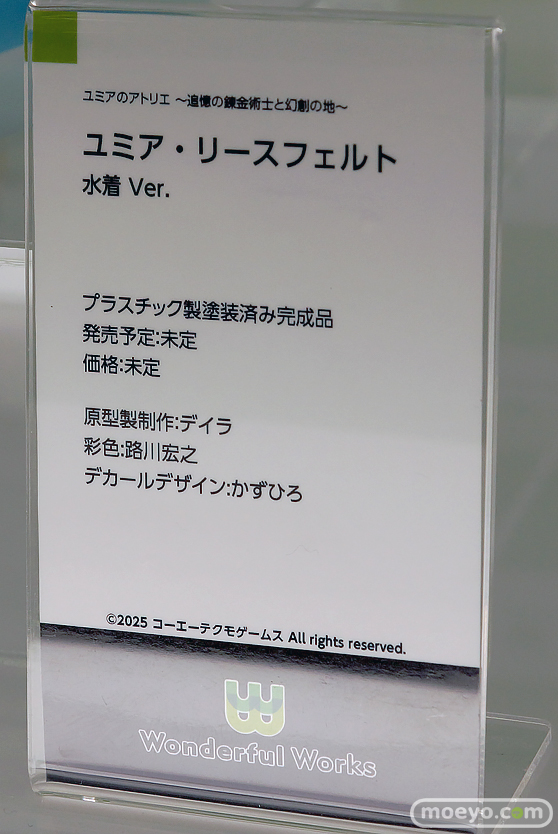 ユミアのアトリエ ～追憶の錬金術士と幻創の地～
ユミア・リースフェルト
水着 Ver.
プラスチック製塗装済み完成品
発売予定:未定
価格:未定
原型製制作:デイラ
彩色:路川宏之
デカールデザイン:かずひろ
©2025 コーエーテクモゲームス All rights reserved.
W
Wonderful Works
moeyo.com